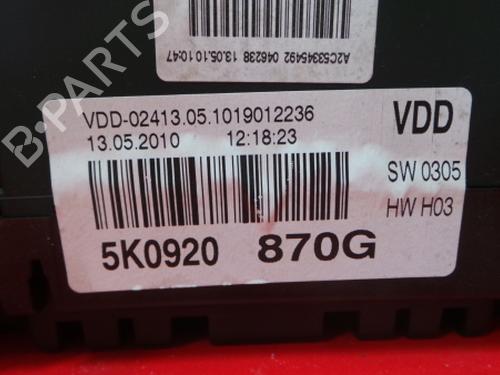 A2C53345492 046238 13.05.10 10:47
B-PARTS
VDD-02413.05.1019012236
13.05.2010 12:18:23
VDD
SW 0305
HW H03
5K0920 870G